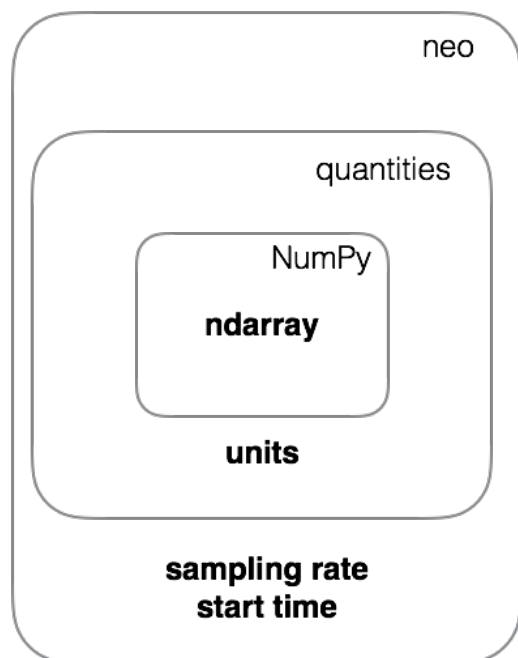 neo
quantities
NumPy
ndarray
units
sampling rate
start time